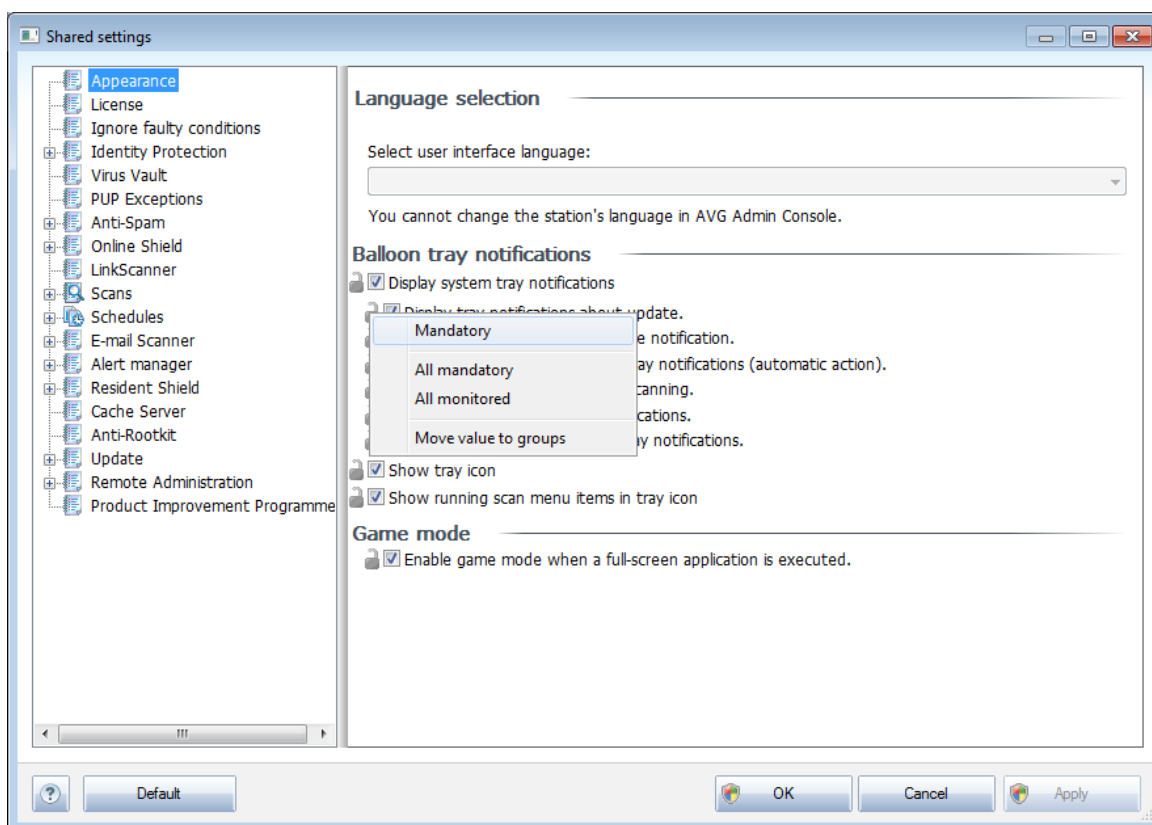 Shared settings
Appearance
License
Ignore faulty conditions
Identity Protection
Virus Vault
PUP Exceptions
Anti-Spam
Online Shield
LinkScanner
Scans
Schedules
E-mail Scanner
Alert manager
Resident Shield
Cache Server
Anti-Rootkit
Update
Remote Administration
Product Improvement Programme
Language selection
Select user interface language:
You cannot change the station's language in AVG Admin Console.
Balloon tray notifications
Display system tray notifications
Display tray notifications about update.
e notification.
ay notifications (automatic action).
canning.
cations.
ay notifications.
Mandatory
All mandatory
All monitored
Move value to groups
Show tray icon
Show running scan menu items in tray icon
Game mode
Enable game mode when a full-screen application is executed.
? Default OK Cancel Apply